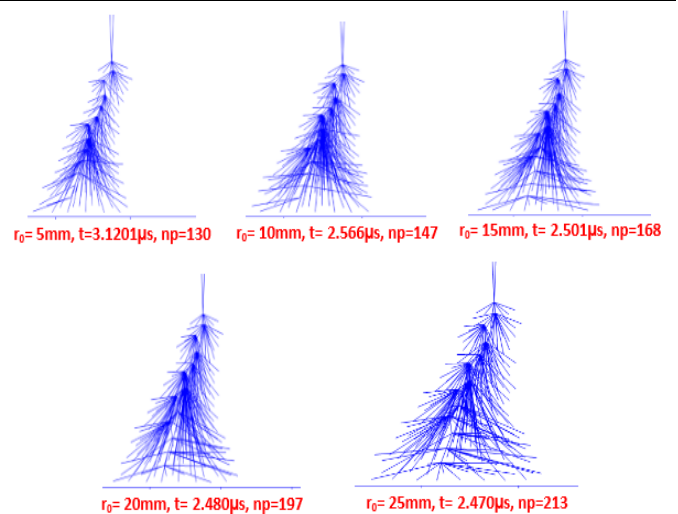 r₀= 5mm, t=3.1201µs, np=130
r₀= 10mm, t= 2.566µs, np=147
r₀= 15mm, t= 2.501µs, np=168
r₀= 20mm, t= 2.480µs, np=197
r₀= 25mm, t= 2.470µs, np=213